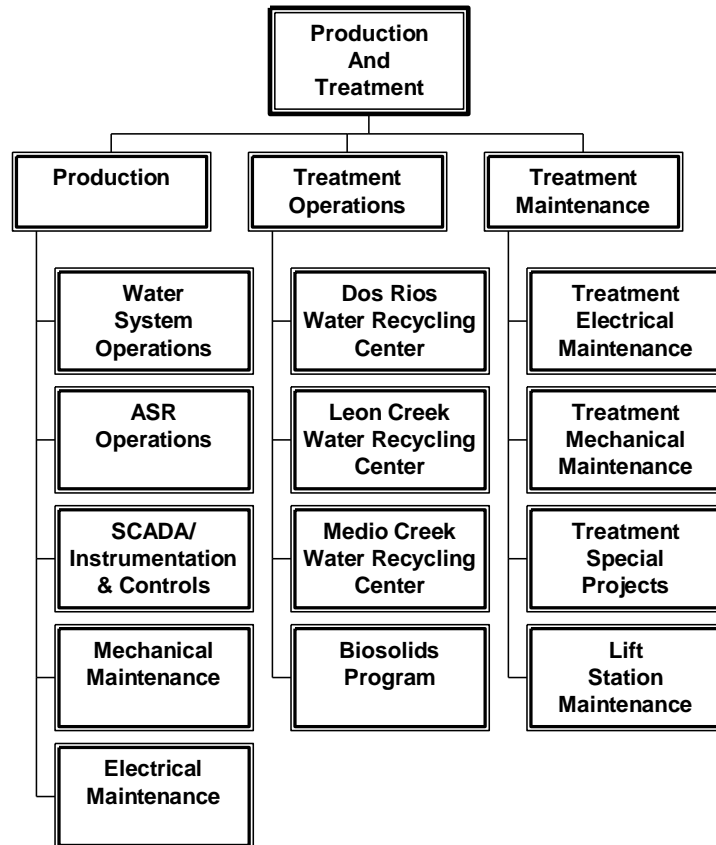 Production
And
Treatment
Production
Treatment
Operations
Treatment
Maintenance
Water
System
Operations
ASR
Operations
SCADA/
Instrumentation
& Controls
Mechanical
Maintenance
Electrical
Maintenance
Dos Rios
Water Recycling
Center
Leon Creek
Water Recycling
Center
Medio Creek
Water Recycling
Center
Biosolids
Program
Treatment
Electrical
Maintenance
Treatment
Mechanical
Maintenance
Treatment
Special
Projects
Lift
Station
Maintenance